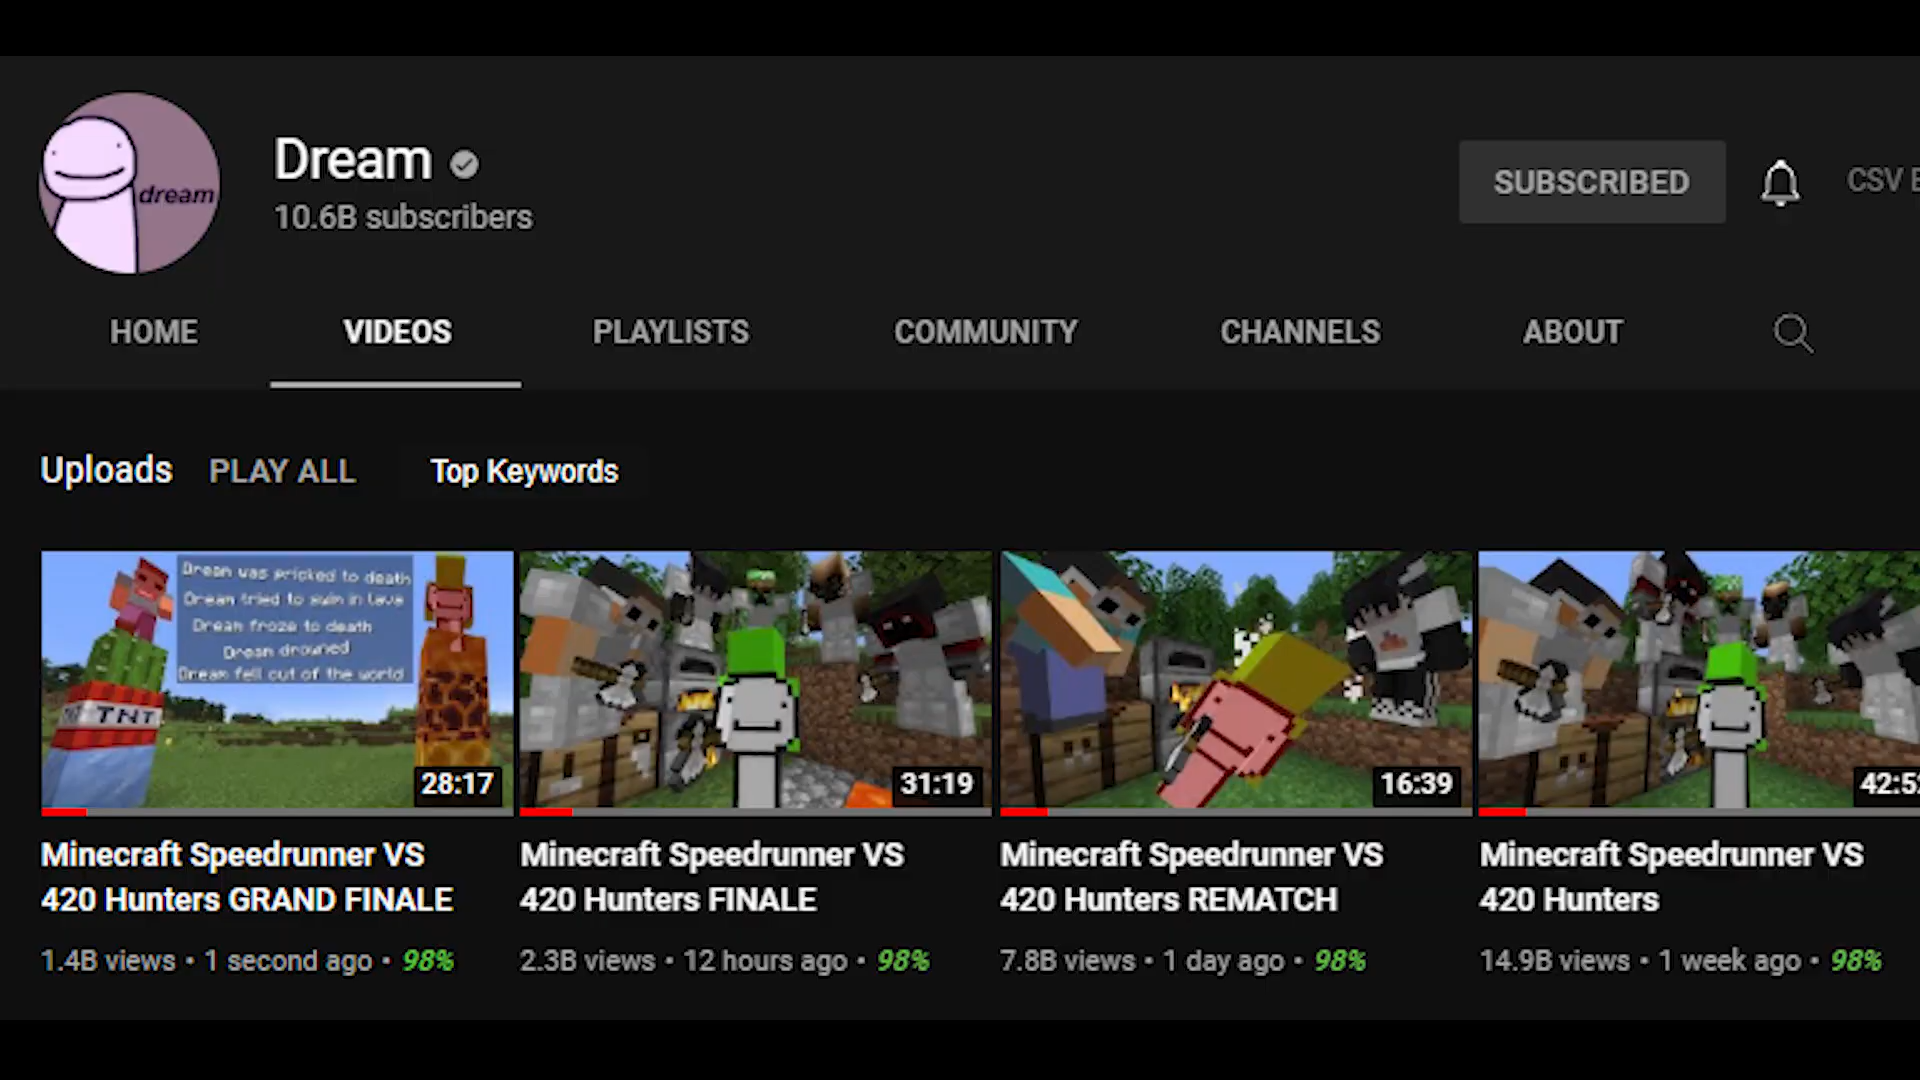 dream
Dream
10.6B subscribers
SUBSCRIBED
CSV E
HOME
VIDEOS
PLAYLISTS
COMMUNITY
CHANNELS
ABOUT
Uploads
PLAY ALL
Top Keywords
Dream was pricked to death
Dream tried to swim in lava
Dream froze to death
Dream drowned
Dream fell out of the world
TNT
28:17
31:19
16:39
42:52
Minecraft Speedrunner VS
420 Hunters GRAND FINALE
1.4B views • 1 second ago • 98%
Minecraft Speedrunner VS
420 Hunters FINALE
2.3B views • 12 hours ago • 98%
Minecraft Speedrunner VS
420 Hunters REMATCH
7.8B views • 1 day ago • 98%
Minecraft Speedrunner VS
420 Hunters
14.9B views • 1 week ago • 98%